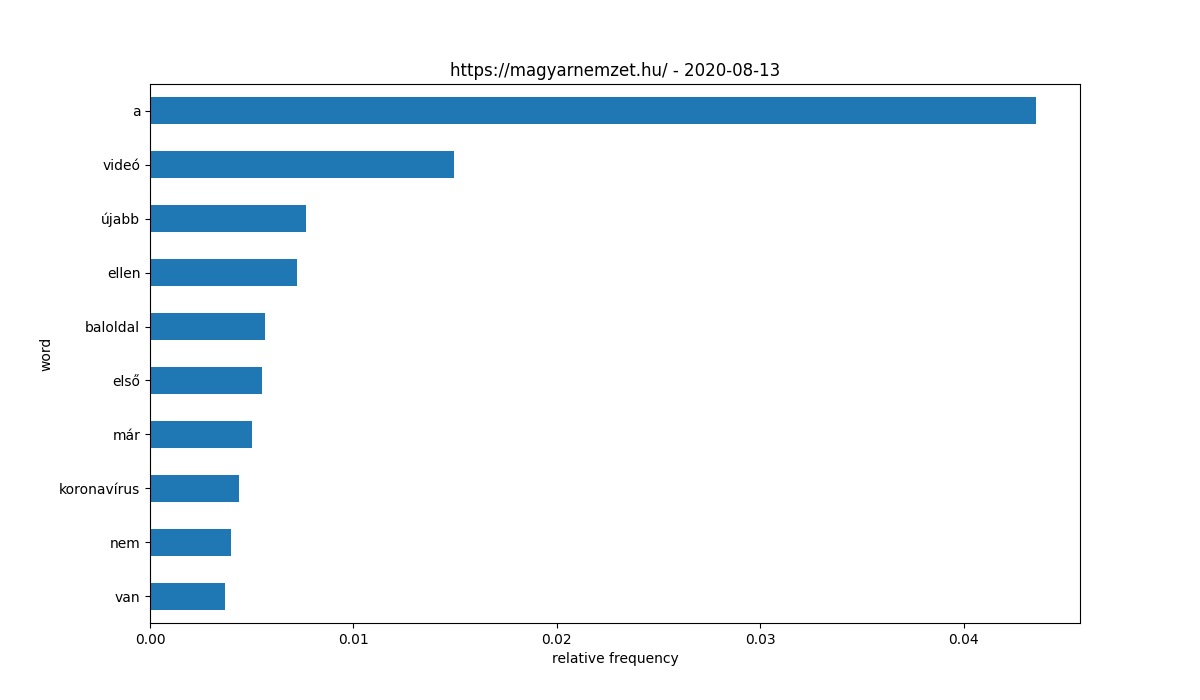 https://magyarnemzet.hu/ - 2020-08-13
a
videó
újabb
ellen
baloldal
első
már
koronavírus
nem
van
word
0.00 0.01 0.02 0.03 0.04
relative frequency